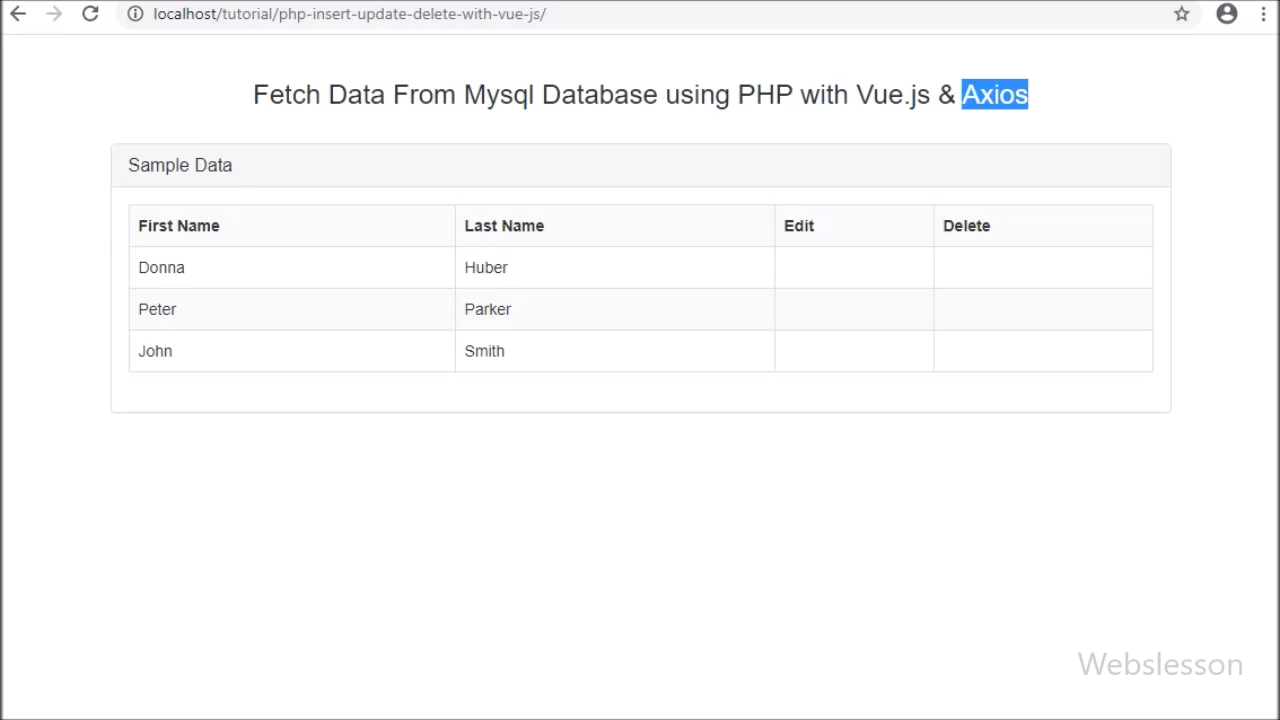 localhost/tutorial/php-insert-update-delete-with-vue-js/
Fetch Data From Mysql Database using PHP with Vue.js & Axios
Sample Data
First Name Last Name Edit Delete
Donna Huber
Peter Parker
John Smith
Webslesson